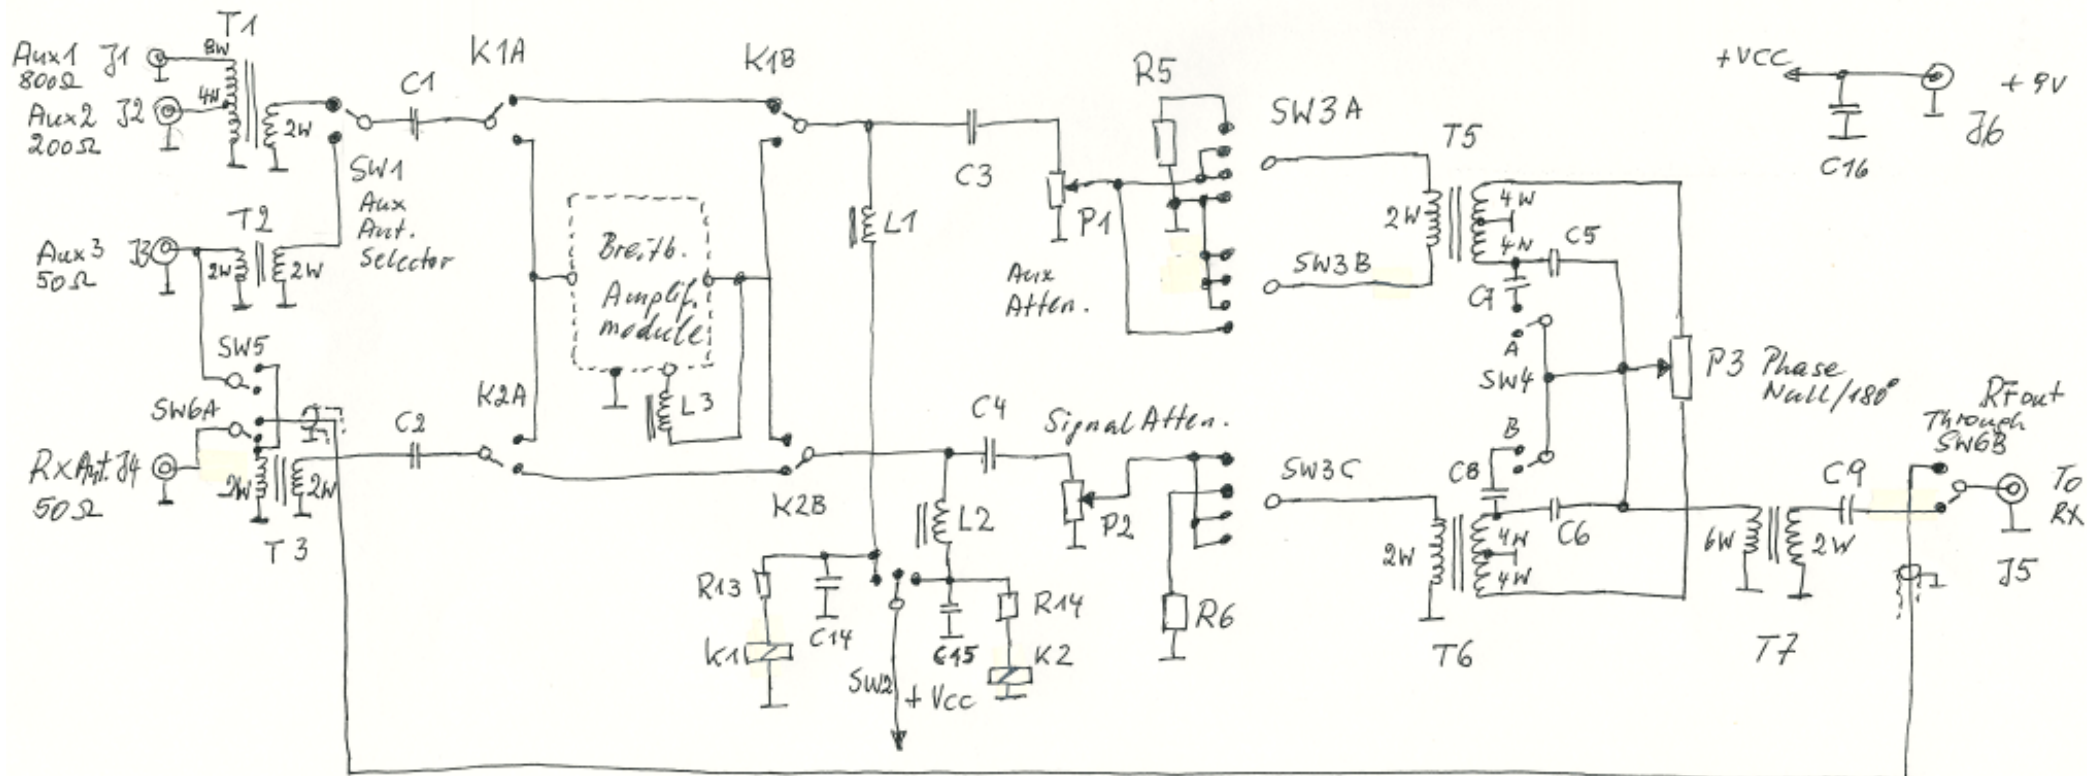 T1
Aux1 J1
800Ω
8W
4W
Aux2 J2
200Ω
2W
C1
K1A
K1B
SW1
Aux
Ant.
Selector
T2
Aux3 J3
50Ω
2W
2W
SW5
SW6A
Rx Ant. J4
50Ω
2W
2W
T3
C2
K2A
Breitb.
Amplif.
module
L3
K2B
L1
C3
P1
Aux
Atten.
R5
SW3A
SW3B
C4
Signal Atten.
P2
L2
R13
K1
C14
SW2
+ Vcc
C15
R14
K2
R6
SW3C
T5
2W
4W
4W
C5
C7
A
SW4
B
C8
C6
2W
4W
4W
T6
P3 Phase
Null/180°
+VCC
C16
+9V
J6
6W
2W
T7
C9
RFout
Through
SW6B
To
RX
J5